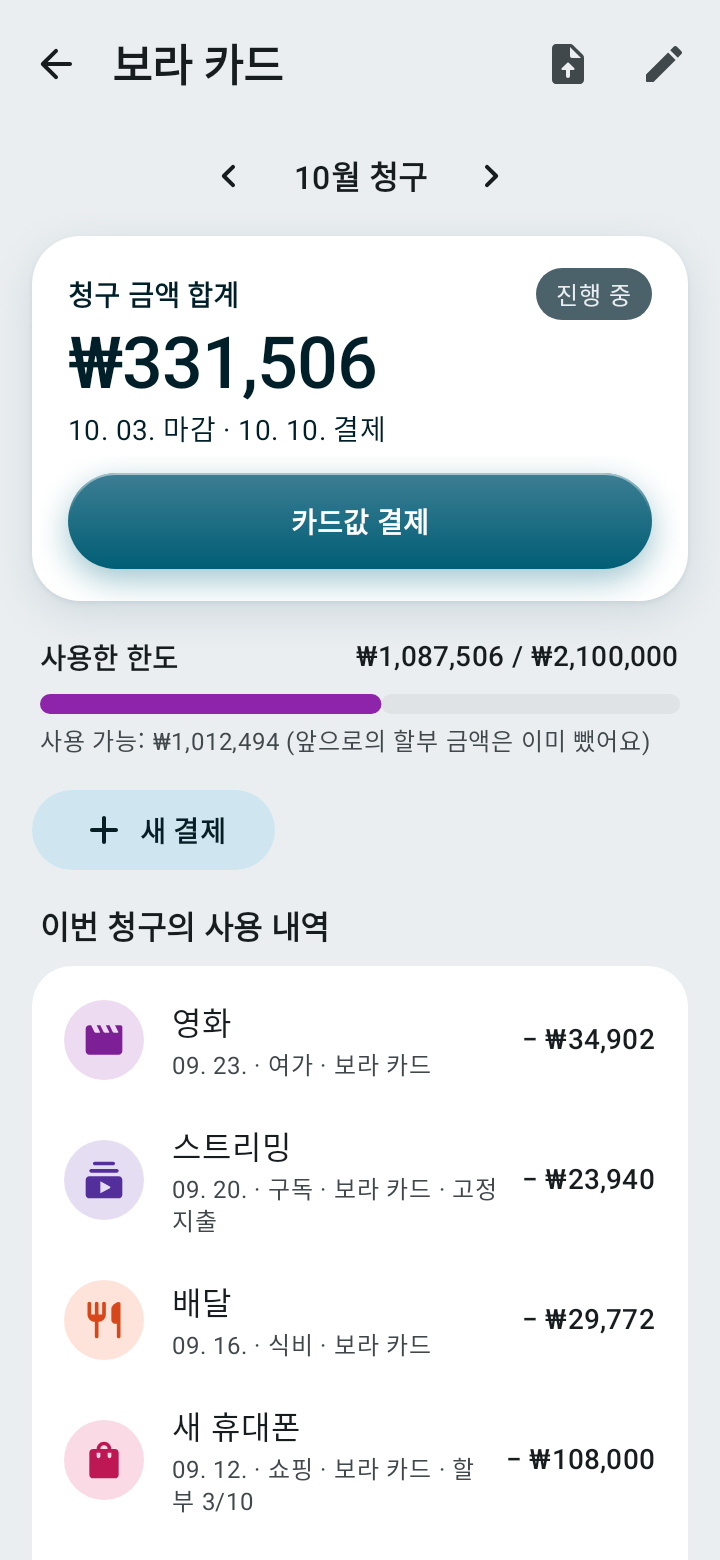 보라 카드
10월 청구
청구 금액 합계
진행 중
₩331,506
10. 03. 마감 · 10. 10. 결제
카드값 결제
사용한 한도
₩1,087,506 / ₩2,100,000
사용 가능: ₩1,012,494 (앞으로의 할부 금액은 이미 뺐어요)
새 결제
이번 청구의 사용 내역
영화
09. 23. · 여가 · 보라 카드
− ₩34,902
스트리밍
09. 20. · 구독 · 보라 카드 · 고정
지출
− ₩23,940
배달
09. 16. · 식비 · 보라 카드
− ₩29,772
새 휴대폰
09. 12. · 쇼핑 · 보라 카드 · 할
부 3/10
− ₩108,000